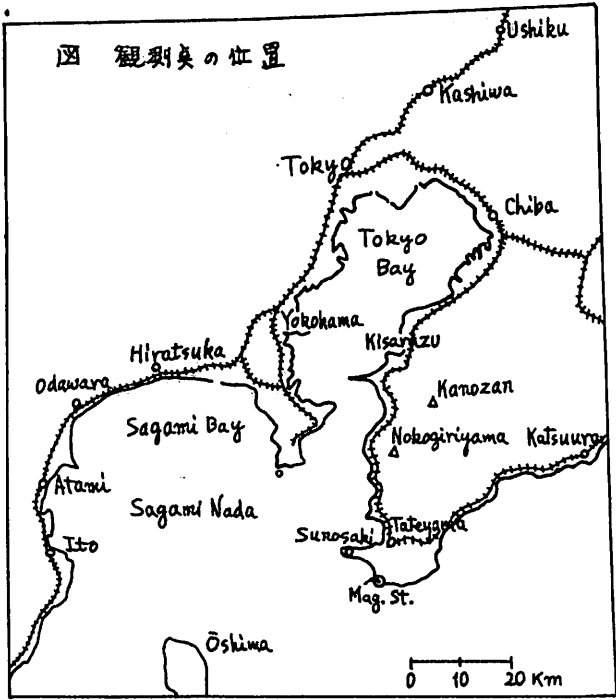 図 観測点の位置
Ushiku
Kashiwa
Tokyo
Chiba
Tokyo
Bay
Yokohama
Kisarazu
Hiratsuka
Odawara
Kanozan
Sagami Bay
Nokogiriyama
Katsuura
Atami
Sagami Nada
Tateyama
Sunosaki
Ito
Mag. St.
Ōshima
0 10 20 Km